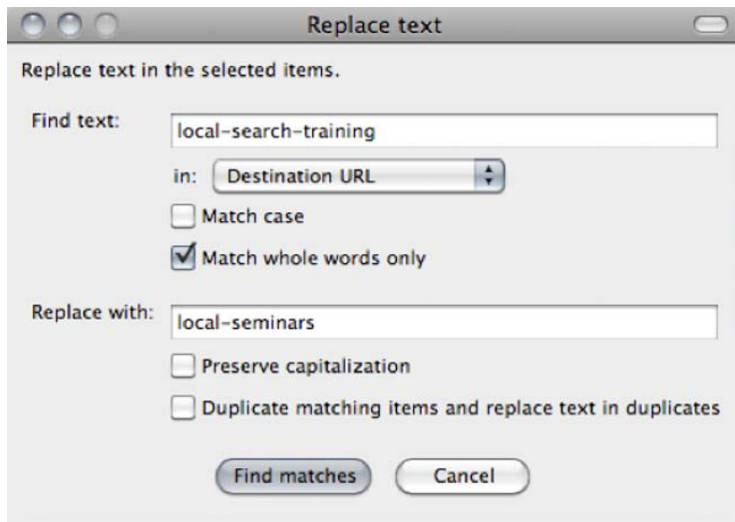 Replace text
Replace text in the selected items.
Find text:
local-search-training
in: Destination URL
Match case
Match whole words only
Replace with:
local-seminars
Preserve capitalization
Duplicate matching items and replace text in duplicates
Find matches Cancel